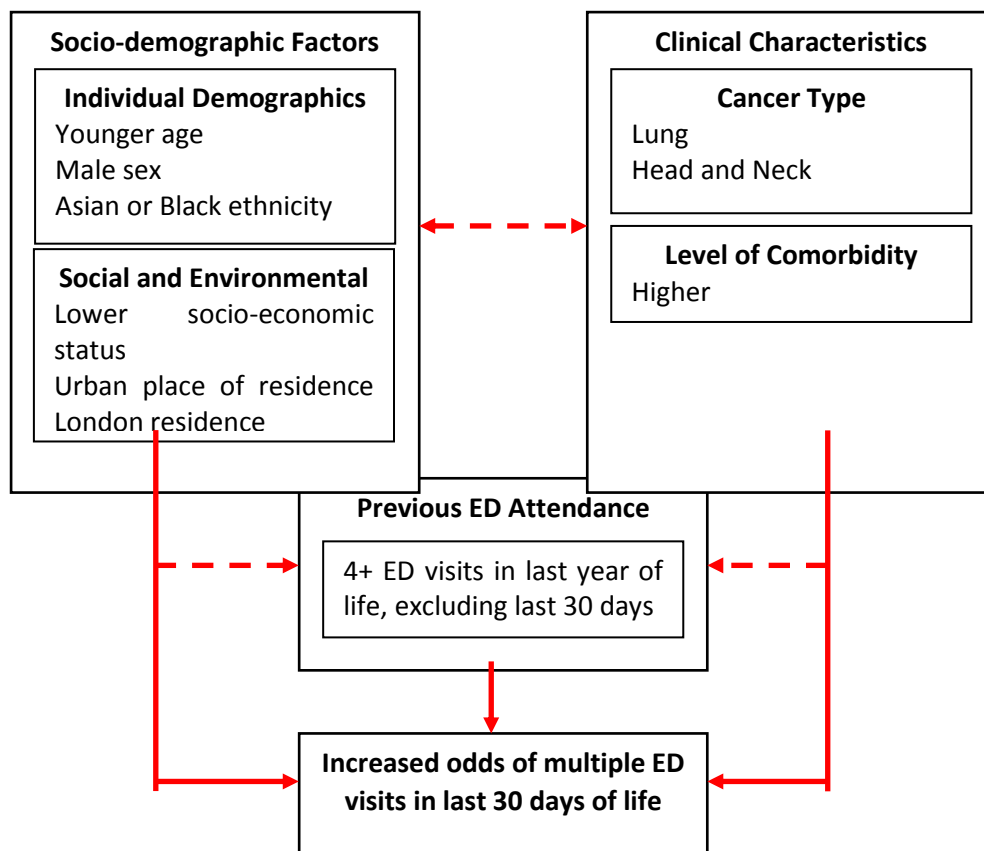 Socio-demographic Factors
Individual Demographics
Younger age
Male sex
Asian or Black ethnicity
Social and Environmental
Lower socio-economic
status
Urban place of residence
London residence
Clinical Characteristics
Cancer Type
Lung
Head and Neck
Level of Comorbidity
Higher
Previous ED Attendance
4+ ED visits in last year of
life, excluding last 30 days
Increased odds of multiple ED
visits in last 30 days of life